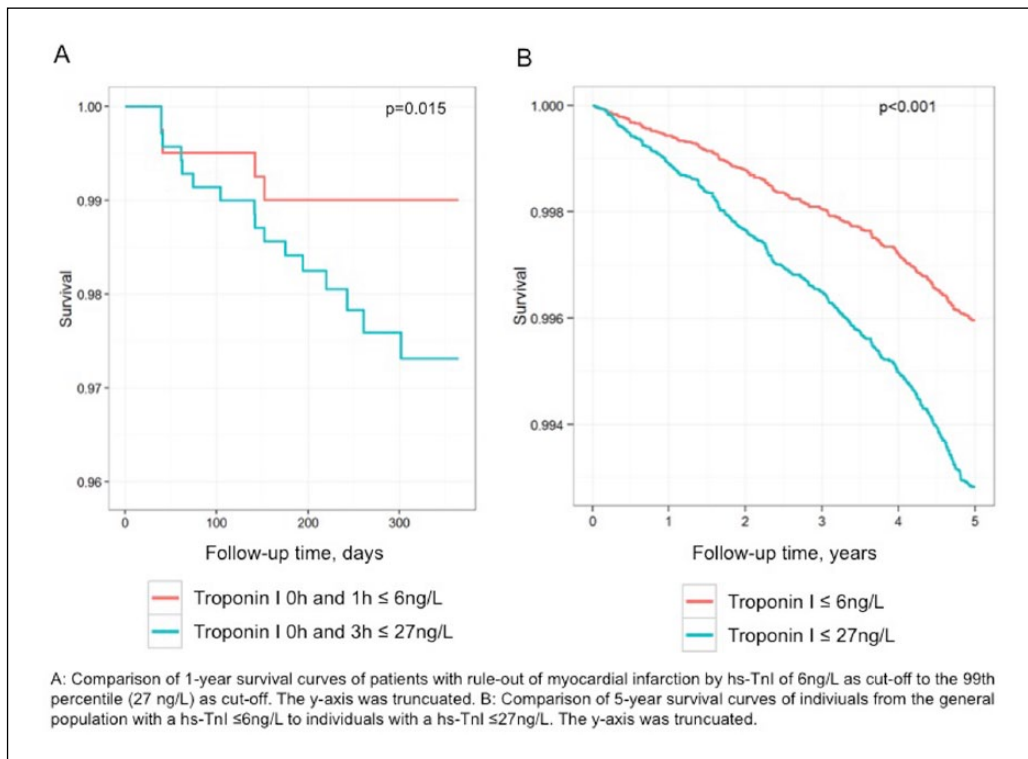 A
B
p=0.015
p<0.001
1.00
0.99
0.98
0.97
0.96
Survival
0 100 200 300
Follow-up time, days
1.000
0.998
0.996
0.994
Survival
0 1 2 3 4 5
Follow-up time, years
Troponin I 0h and 1h ≤ 6ng/L
Troponin I 0h and 3h ≤ 27ng/L
Troponin I ≤ 6ng/L
Troponin I ≤ 27ng/L
A: Comparison of 1-year survival curves of patients with rule-out of myocardial infarction by hs-TnI of 6ng/L as cut-off to the 99th
percentile (27 ng/L) as cut-off. The y-axis was truncuated. B: Comparison of 5-year survival curves of indiviuals from the general
population with a hs-TnI ≤6ng/L to individuals with a hs-TnI ≤27ng/L. The y-axis was truncuated.